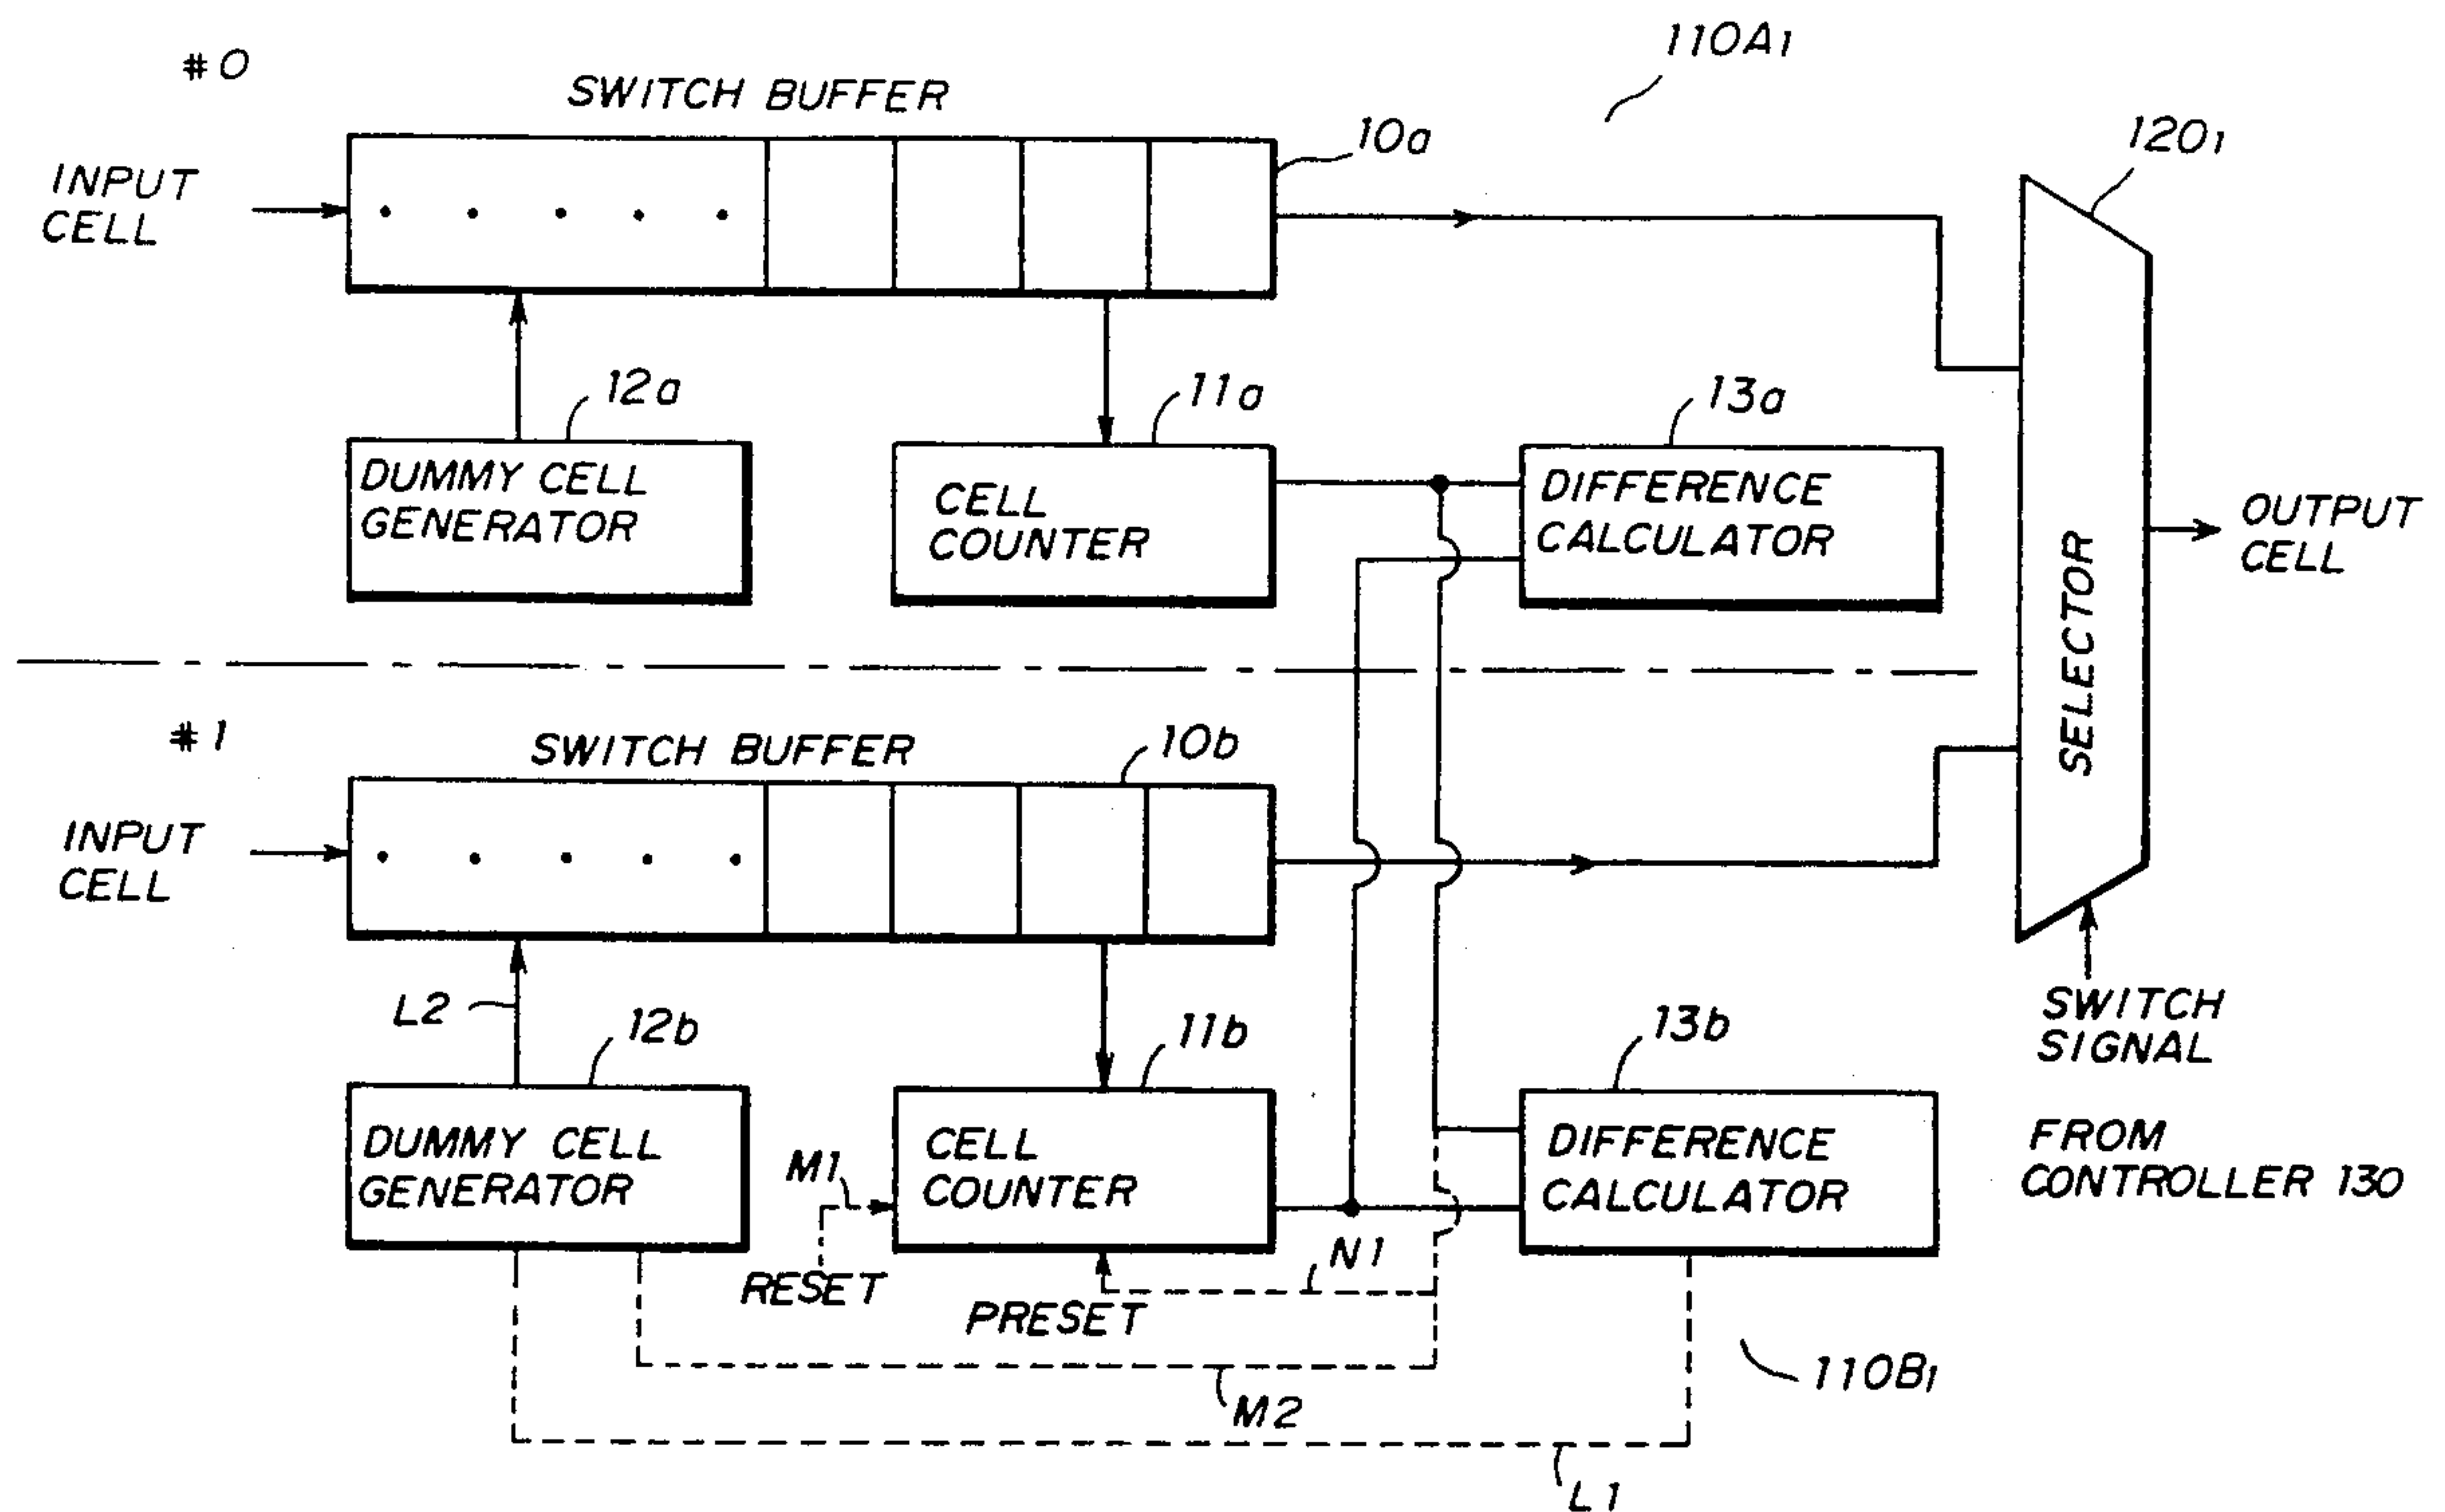 #0
SWITCH BUFFER
110A1
10a
1201
INPUT
CELL
12a
11a
13a
DUMMY CELL
GENERATOR
CELL
COUNTER
DIFFERENCE
CALCULATOR
SELECTOR
OUTPUT
CELL
#1
SWITCH BUFFER
10b
INPUT
CELL
L2
12b
11b
13b
SWITCH
SIGNAL
FROM
CONTROLLER 130
DUMMY CELL
GENERATOR
M1
CELL
COUNTER
DIFFERENCE
CALCULATOR
RESET
PRESET
N1
M2
110B1
L1